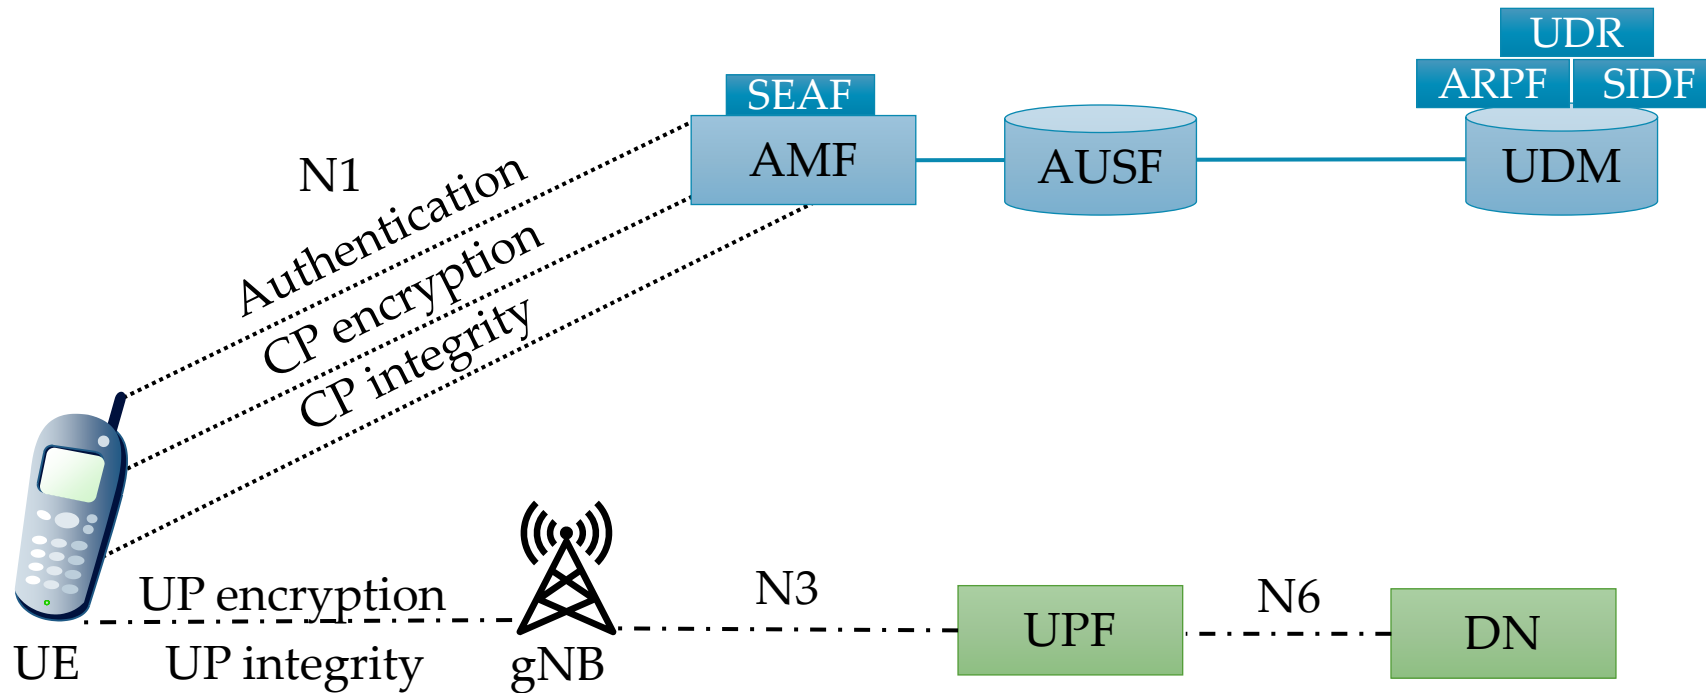 UDR
ARPF
SIDF
SEAF
AMF
AUSF
UDM
N1
Authentication
CP encryption
CP integrity
UP encryption
UP integrity
UE
gNB
N3
UPF
N6
DN